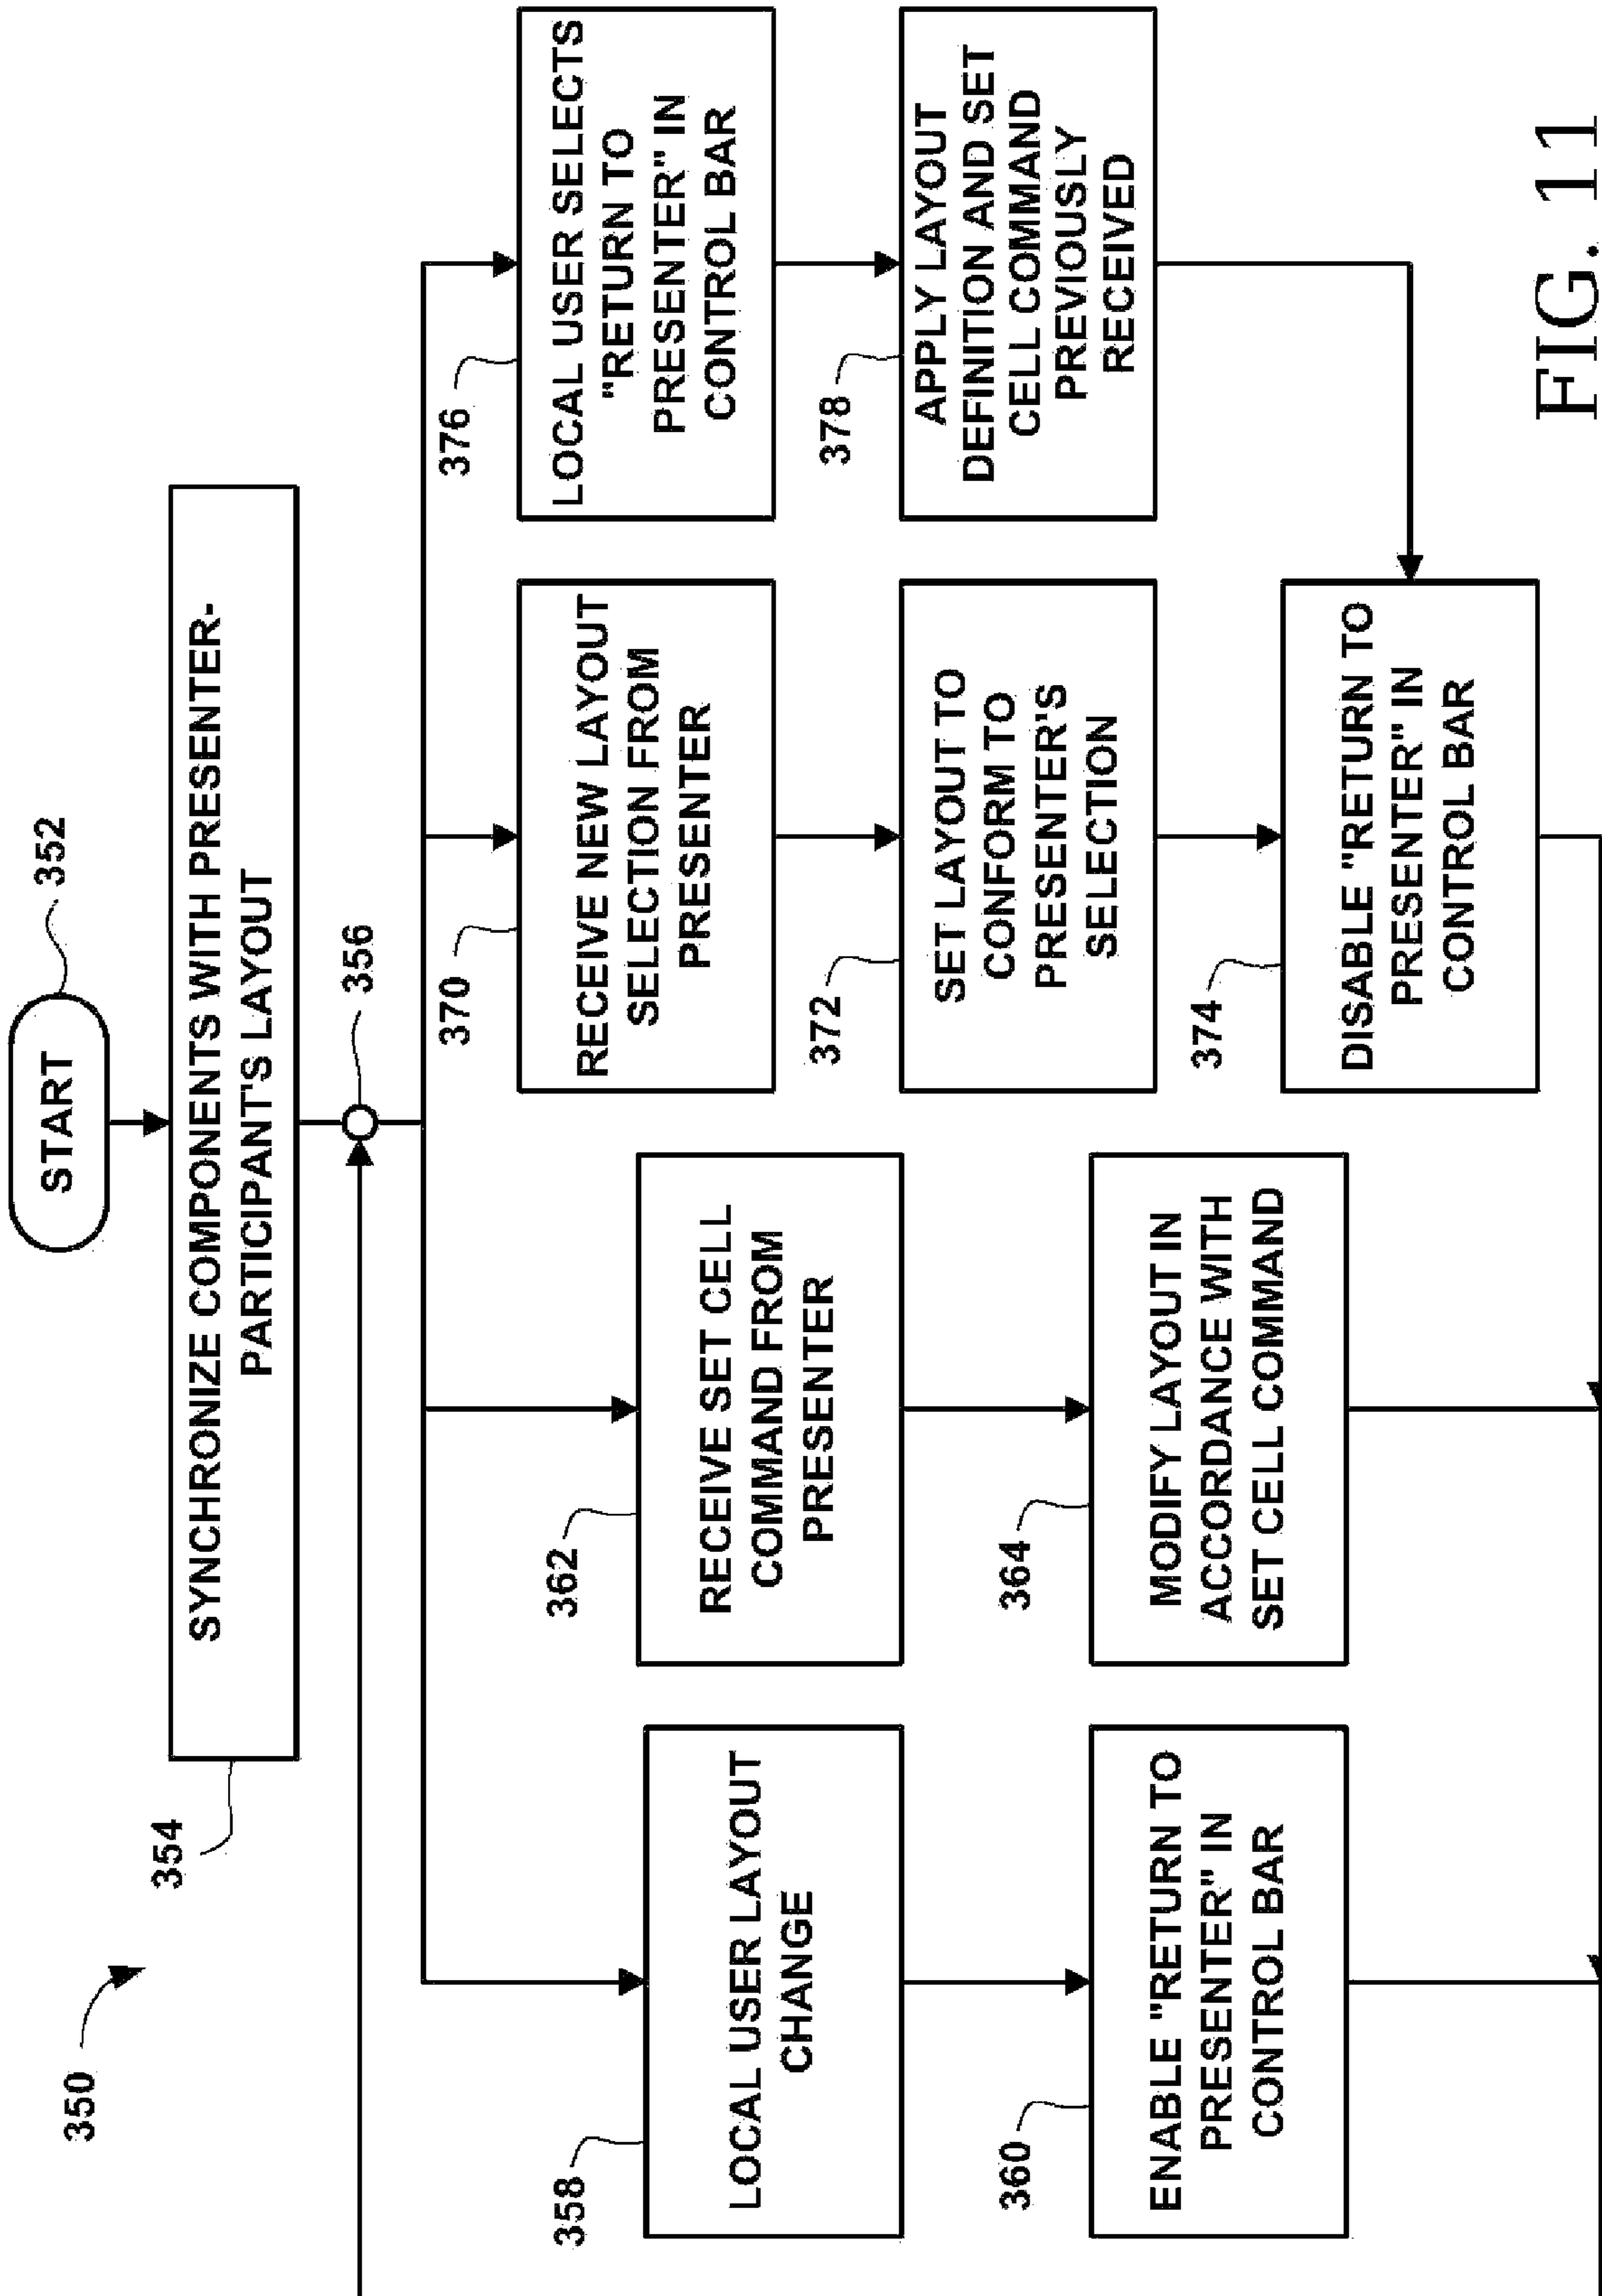 350
START
352
354
SYNCHRONIZE COMPONENTS WITH PRESENTER-
PARTICIPANT'S LAYOUT
356
358
LOCAL USER LAYOUT
CHANGE
360
ENABLE "RETURN TO
PRESENTER" IN
CONTROL BAR
362
RECEIVE SET CELL
COMMAND FROM
PRESENTER
364
MODIFY LAYOUT IN
ACCORDANCE WITH
SET CELL COMMAND
370
RECEIVE NEW LAYOUT
SELECTION FROM
PRESENTER
372
SET LAYOUT TO
CONFORM TO
PRESENTER'S
SELECTION
374
DISABLE "RETURN TO
PRESENTER" IN
CONTROL BAR
376
LOCAL USER SELECTS
"RETURN TO
PRESENTER" IN
CONTROL BAR
378
APPLY LAYOUT
DEFINITION AND SET
CELL COMMAND
PREVIOUSLY
RECEIVED
FIG. 11